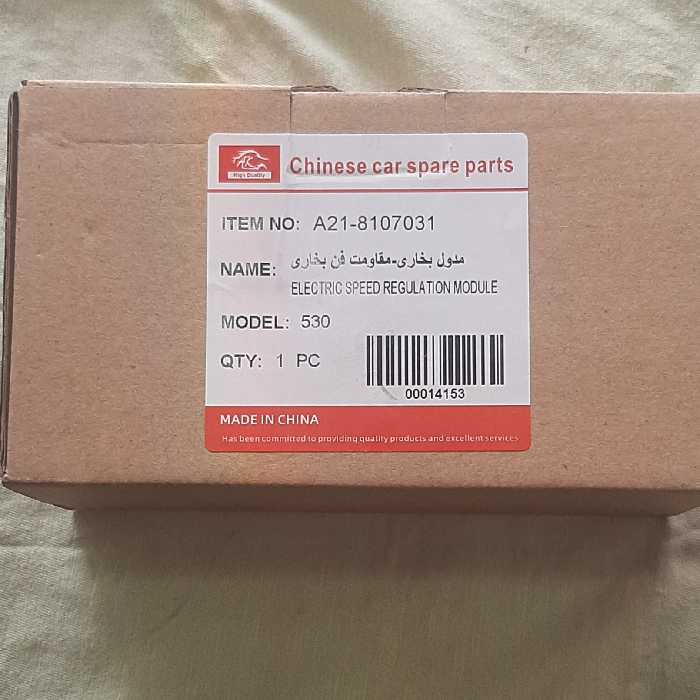 AK
High Quality
Chinese car spare parts
ITEM NO: A21-8107031
NAME: مدول بخاری-مقاومت فن بخاری
ELECTRIC SPEED REGULATION MODULE
MODEL: 530
QTY: 1 PC
00014153
MADE IN CHINA
Has been committed to providing quality products and excellent services